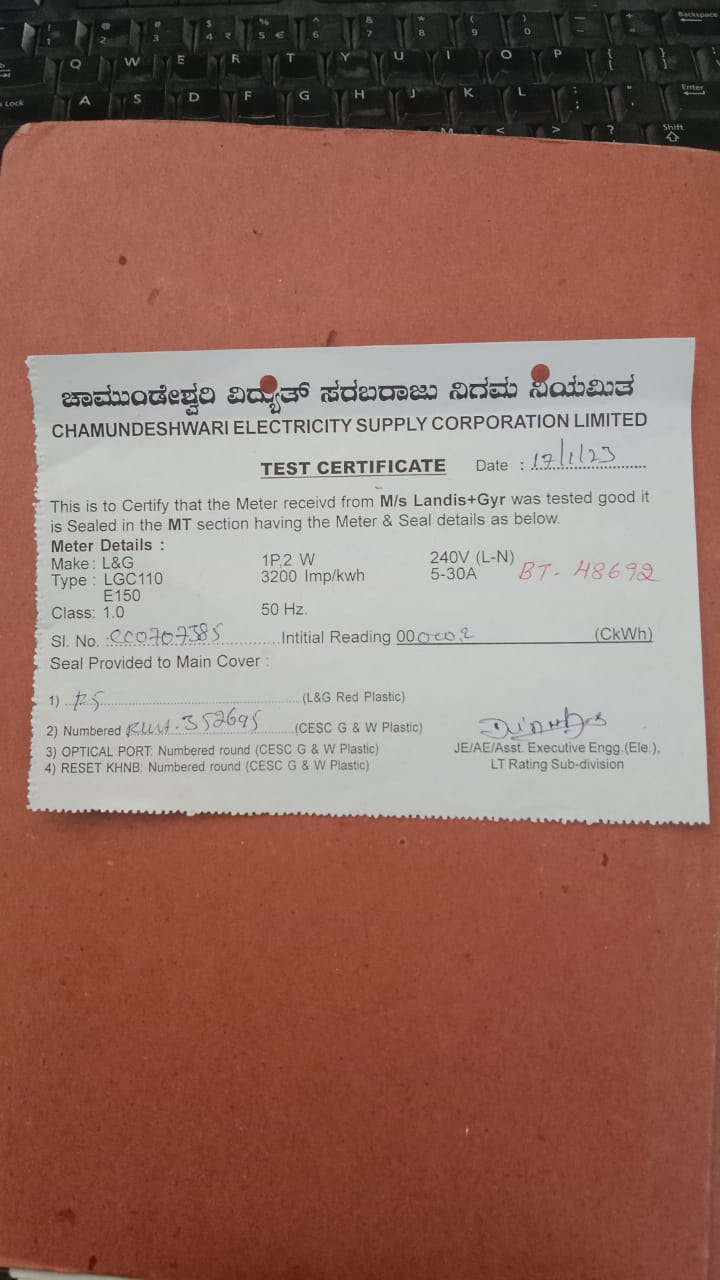 ಚಾಮುಂಡೇಶ್ವರಿ ವಿದ್ಯುತ್ ಸರಬರಾಜು ನಿಗಮ ನಿಯಮಿತ
CHAMUNDESHWARI ELECTRICITY SUPPLY CORPORATION LIMITED
TEST CERTIFICATE Date : 17/1/23
This is to Certify that the Meter receivd from M/s Landis+Gyr was tested good it
is Sealed in the MT section having the Meter & Seal details as below.
Meter Details :
Make : L&G 1P,2 W 240V (L-N)
Type : LGC110 3200 Imp/kwh 5-30A BT- 48692
E150
Class: 1.0 50 Hz.
Sl. No. Intitial Reading 00 (CkWh)
Seal Provided to Main Cover :
1) (L&G Red Plastic)
2) Numbered 352695 (CESC G & W Plastic)
3) OPTICAL PORT: Numbered round (CESC G & W Plastic) JE/AE/Asst. Executive Engg.(Ele.),
4) RESET KHNB: Numbered round (CESC G & W Plastic) LT Rating Sub-division